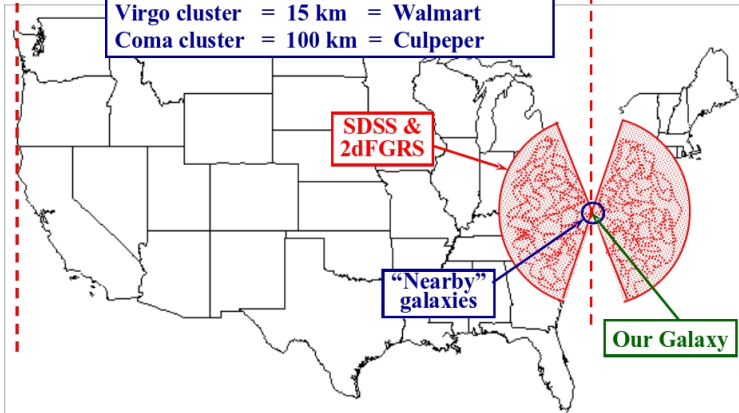 Virgo cluster = 15 km = Walmart
Coma cluster = 100 km = Culpeper
SDSS &
2dFGRS
“Nearby”
galaxies
Our Galaxy